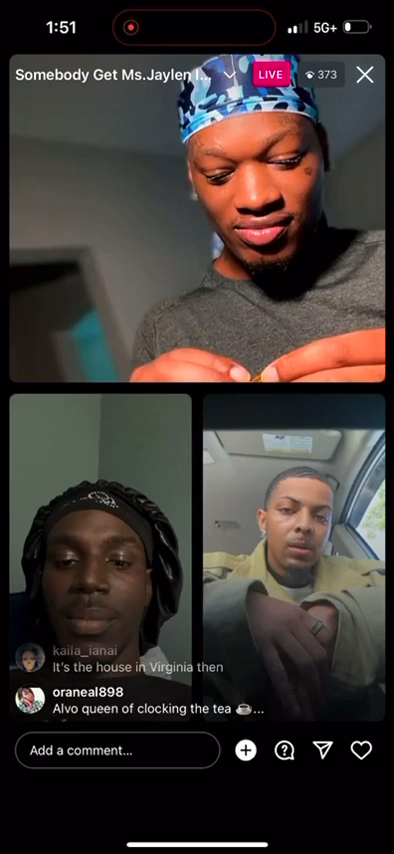 1:51
5G+
Somebody Get Ms.Jaylen I...
LIVE
373
kaila_ianai
It's the house in Virginia then
oraneal898
Alvo queen of clocking the tea ☕...
Add a comment...